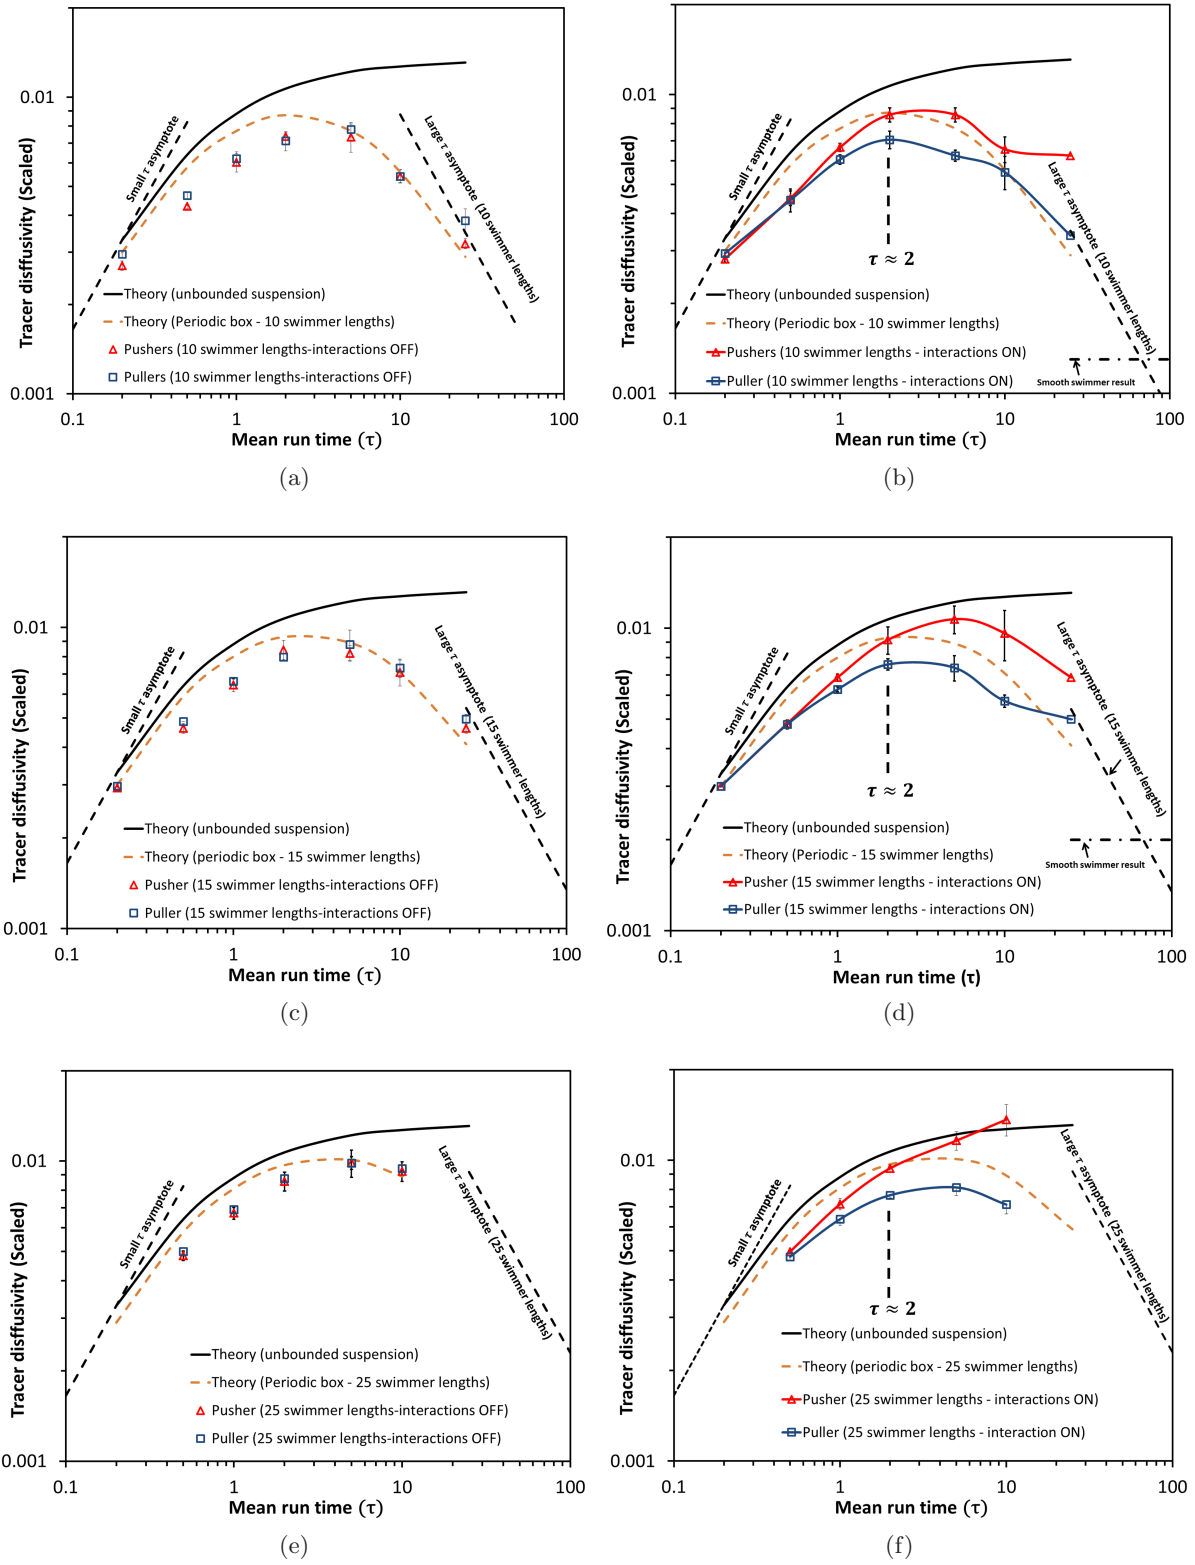 Tracer disffusivity (Scaled)
0.01
0.001
Small τ asymptote
Large τ asymptote (10 swimmer lengths)
Theory (unbounded suspension)
Theory (Periodic box - 10 swimmer lengths)
Pushers (10 swimmer lengths-interactions OFF)
Pullers (10 swimmer lengths-interactions OFF)
0.1 1 10 100
Mean run time (τ)
(a)
Tracer disffusivity (Scaled)
0.01
0.001
Small τ asymptote
Large τ asymptote (10 swimmer lengths)
τ ≈ 2
Theory (unbounded suspension)
Theory (Periodic box - 10 swimmer lengths)
Pushers (10 swimmer lengths - interactions ON)
Puller (10 swimmer lengths - interactions ON)
Smooth swimmer result
0.1 1 10 100
Mean run time (τ)
(b)
Tracer disffusivity (Scaled)
0.01
0.001
Small τ asymptote
Large τ asymptote (15 swimmer lengths)
Theory (unbounded suspension)
Theory (periodic box - 15 swimmer lengths)
Pusher (15 swimmer lengths-interactions OFF)
Puller (15 swimmer lengths-interactions OFF)
0.1 1 10 100
Mean run time (τ)
(c)
Tracer disffusivity (Scaled)
0.01
0.001
Small τ asymptote
Large τ asymptote (15 swimmer lengths)
τ ≈ 2
Theory (unbounded suspension)
Theory (Periodic - 15 swimmer lengths)
Pusher (15 swimmer lengths - interactions ON)
Puller (15 swimmer lengths - interactions ON)
Smooth swimmer result
0.1 1 10 100
Mean run time (τ)
(d)
Tracer disffusivity (Scaled)
0.01
0.001
Small τ asymptote
Large τ asymptote (25 swimmer lengths)
Theory (unbounded suspension)
Theory (Periodic box - 25 swimmer lengths)
Pusher (25 swimmer lengths-interactions OFF)
Puller (25 swimmer lengths-interactions OFF)
0.1 1 10 100
Mean run time (τ)
(e)
Tracer disffusivity (Scaled)
0.01
0.001
Small τ asymptote
Large τ asymptote (25 swimmer lengths)
τ ≈ 2
Theory (unbounded suspension)
Theory (periodic box - 25 swimmer lengths)
Pusher (25 swimmer lengths - interactions ON)
Puller (25 swimmer lengths - interaction ON)
0.1 1 10 100
Mean run time (τ)
(f)